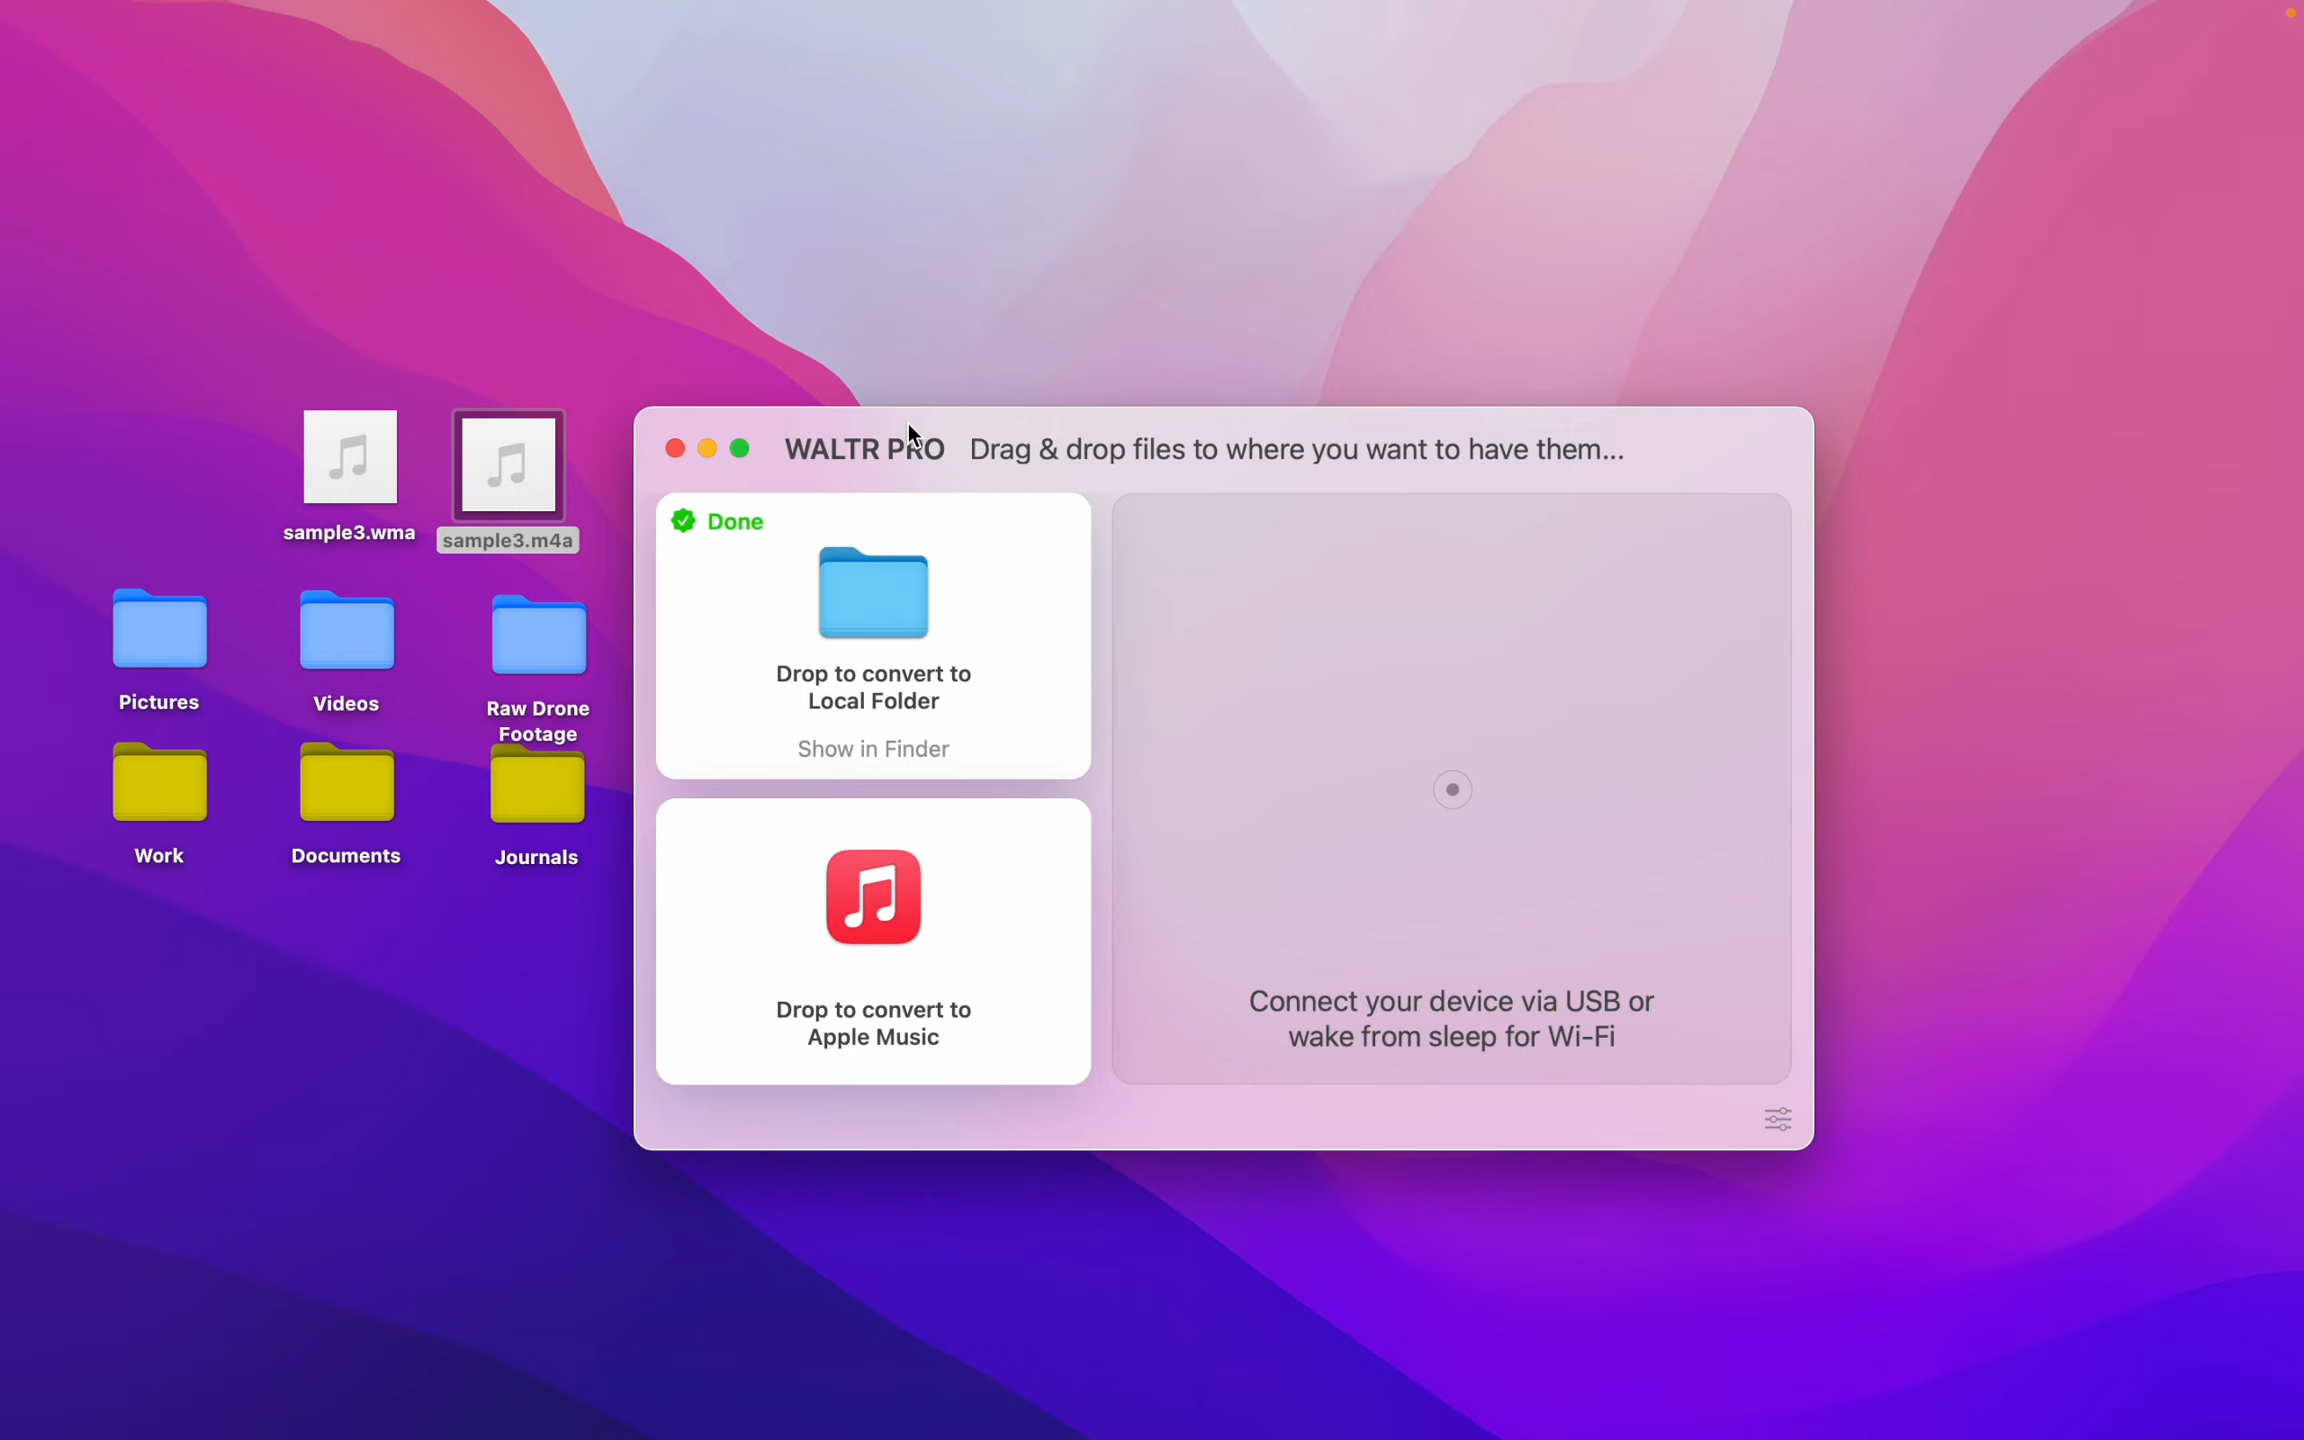 sample3.wma
sample3.m4a
Pictures
Videos
Raw Drone
Footage
Work
Documents
Journals
WALTR PRO Drag & drop files to where you want to have them...
Done
Drop to convert to
Local Folder
Show in Finder
Drop to convert to
Apple Music
Connect your device via USB or
wake from sleep for Wi-Fi